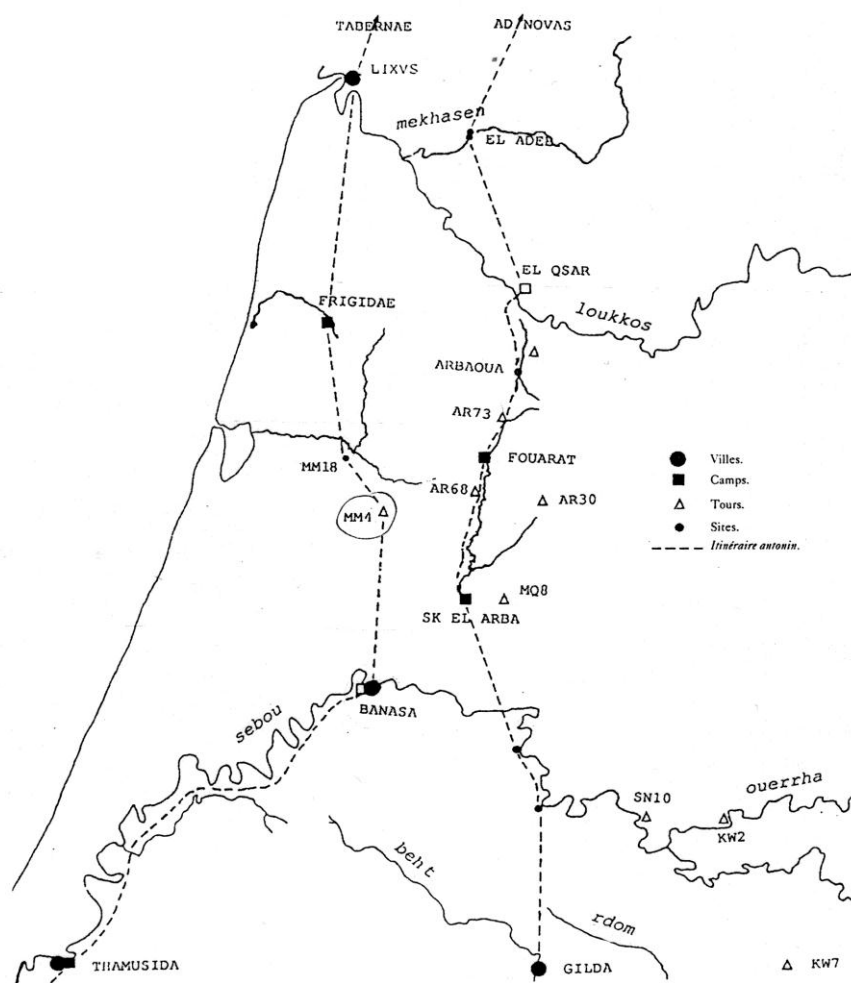 TABERNAE
AD NOVAS
LIXVS
mekhasen
EL ADEB
EL QSAR
loukkos
FRIGIDAE
ARBAOUA
AR73
FOUARAT
MM18
AR68
AR30
MM4
MQ8
SK EL ARBA
Villes.
Camps.
Tours.
Sites.
Itinéraire antonin.
BANASA
sebou
SN10
ouerrha
KW2
beht
rdom
THAMUSIDA
GILDA
KW7